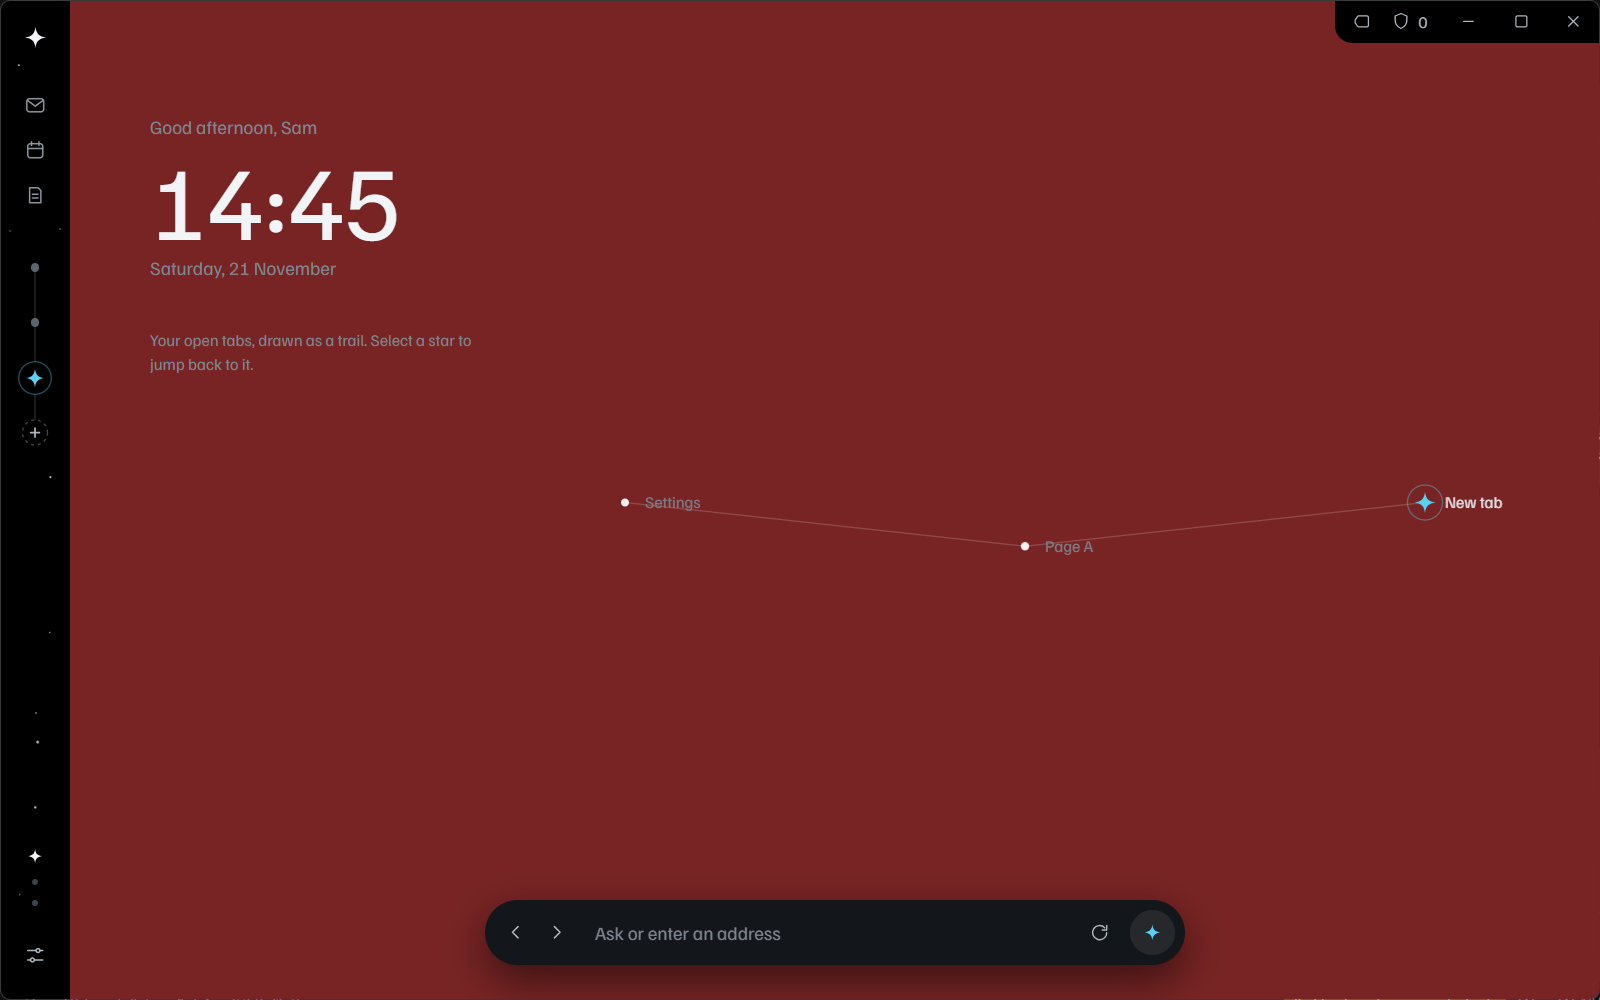 0
Good afternoon, Sam
14:45
Saturday, 21 November
Your open tabs, drawn as a trail. Select a star to
jump back to it.
Settings
New tab
Page A
Ask or enter an address